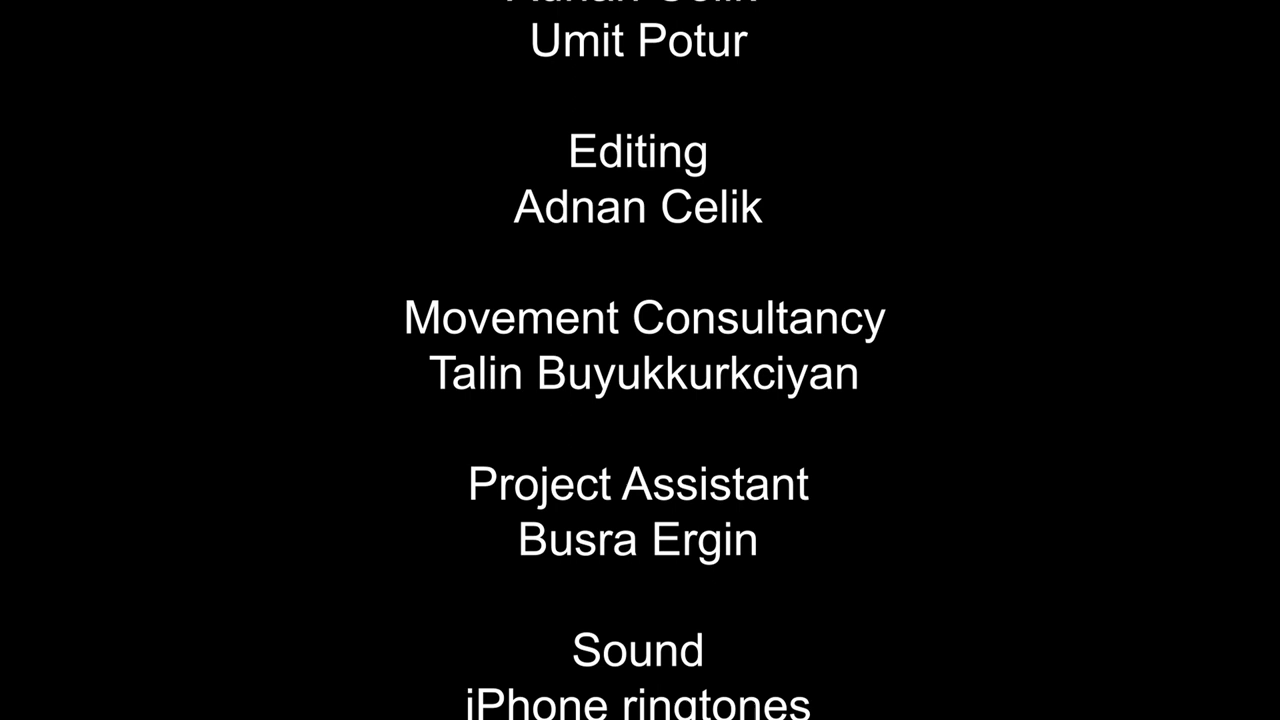 Umit Potur
Editing
Adnan Celik
Movement Consultancy
Talin Buyukkurkciyan
Project Assistant
Busra Ergin
Sound
iPhone ringtones